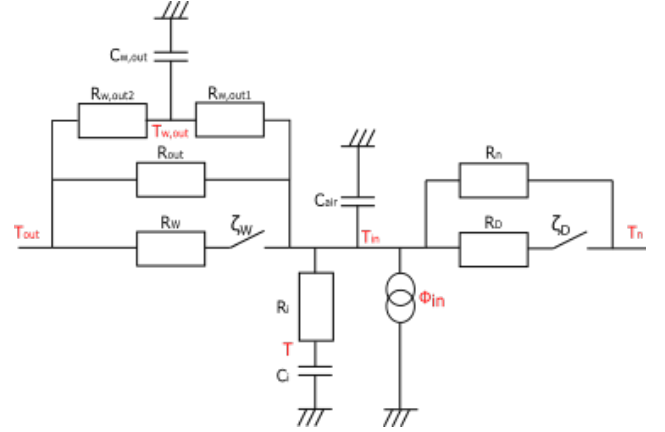 Cw,out
Rw,out2
Rw,out1
Tw,out
Rout
Cair
Rn
Tout
RW
ζW
Tin
RD
ζD
Tn
Ri
Φin
T
Ci